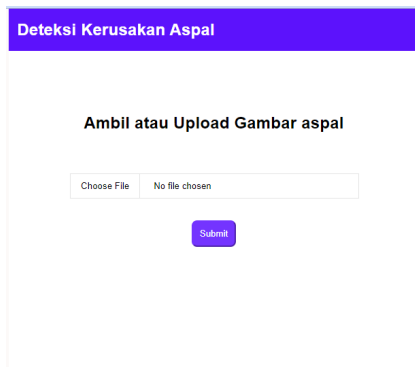 Deteksi Kerusakan Aspal
Ambil atau Upload Gambar aspal
Choose File No file chosen
Submit